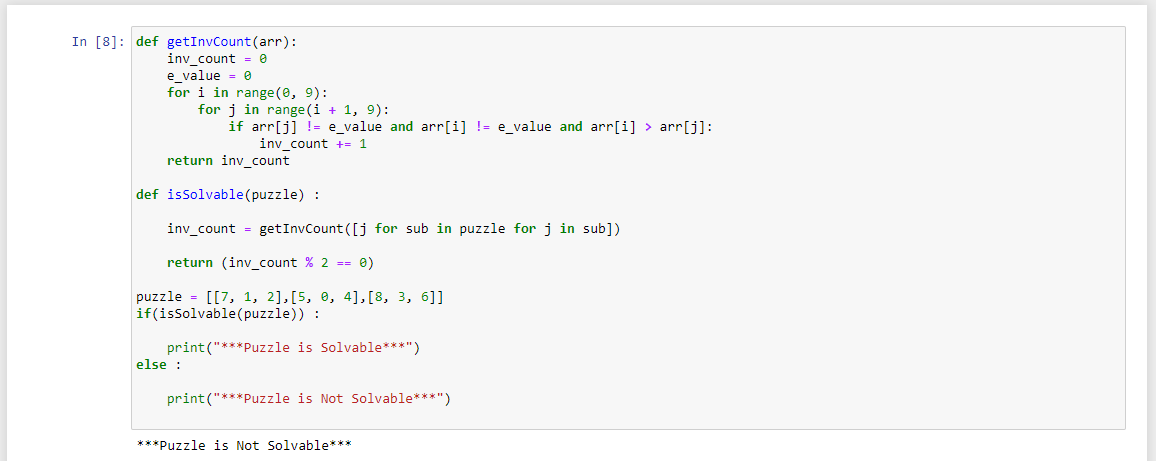 In [8]: def getInvCount(arr):
    inv_count = 0
    e_value = 0
    for i in range(0, 9):
        for j in range(i + 1, 9):
            if arr[j] != e_value and arr[i] != e_value and arr[i] > arr[j]:
                inv_count += 1
    return inv_count
def isSolvable(puzzle) :
    inv_count = getInvCount([j for sub in puzzle for j in sub])
    return (inv_count % 2 == 0)
puzzle = [[7, 1, 2],[5, 0, 4],[8, 3, 6]]
if(isSolvable(puzzle)) :
    print("***Puzzle is Solvable***")
else :
    print("***Puzzle is Not Solvable***")
***Puzzle is Not Solvable***